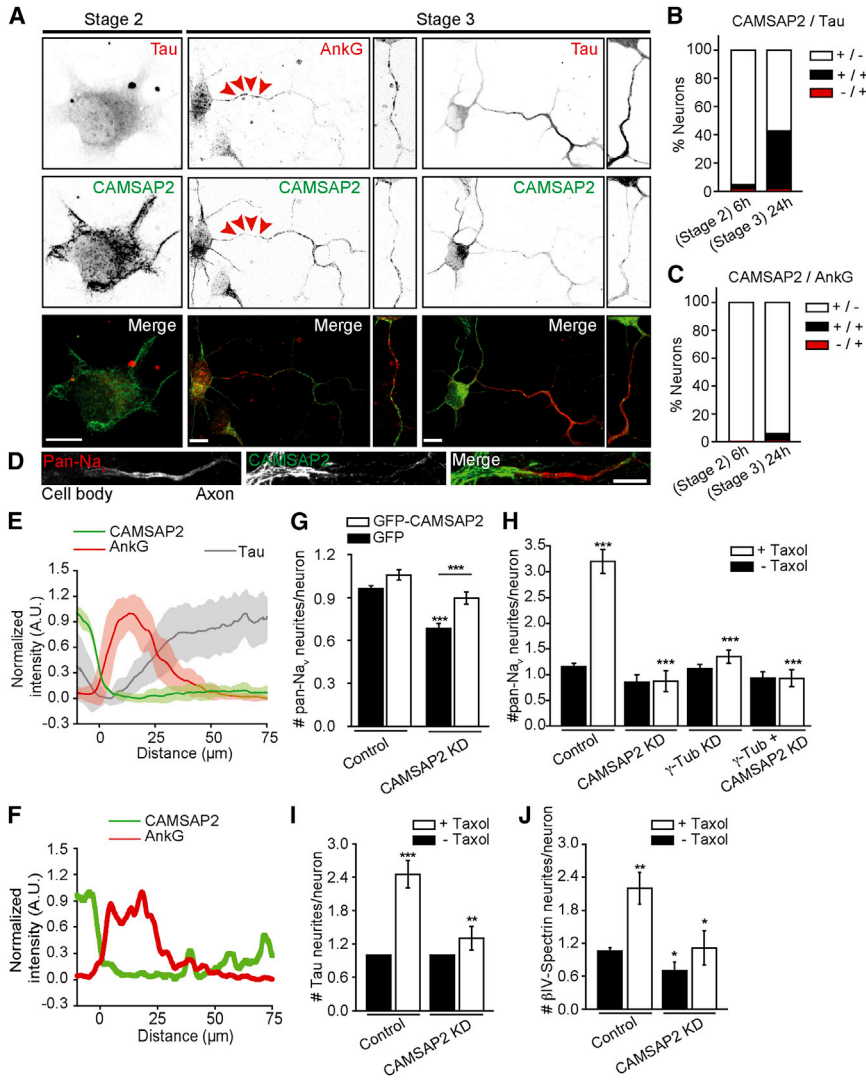 A
Stage 2
Stage 3
Tau
AnkG
Tau
CAMSAP2
CAMSAP2
CAMSAP2
Merge
Merge
Merge
B
CAMSAP2 / Tau
+ / -
+ / +
- / +
% Neurons
100
80
60
40
20
0
(Stage 2) 6h
(Stage 3) 24h
C
CAMSAP2 / AnkG
+ / -
+ / +
- / +
% Neurons
100
80
60
40
20
0
(Stage 2) 6h
(Stage 3) 24h
D
Pan-Nav
CAMSAP2
Merge
Cell body
Axon
E
CAMSAP2
AnkG
Tau
Normalized
intensity (A.U.)
1.5
1.2
0.9
0.6
0.3
0.0
-0.3
0
25
50
75
Distance (µm)
F
CAMSAP2
AnkG
Normalized
intensity (A.U.)
1.5
1.2
0.9
0.6
0.3
0.0
-0.3
0
25
50
75
Distance (µm)
G
GFP-CAMSAP2
GFP
# pan-Nav neurites/neuron
1.2
0.9
0.6
0.3
0.0
***
***
Control
CAMSAP2 KD
H
+ Taxol
- Taxol
#pan-Nav neurites/neuron
3.5
3.0
2.5
2.0
1.5
1.0
0.5
0.0
***
***
***
***
Control
CAMSAP2 KD
γ-Tub KD
γ-Tub +
CAMSAP2 KD
I
+ Taxol
- Taxol
# Tau neurites/neuron
3.0
2.4
1.8
1.2
0.6
0.0
***
**
Control
CAMSAP2 KD
J
+ Taxol
- Taxol
# βIV-Spectrin neurites/neuron
3.0
2.4
1.8
1.2
0.6
0.0
**
*
*
Control
CAMSAP2 KD